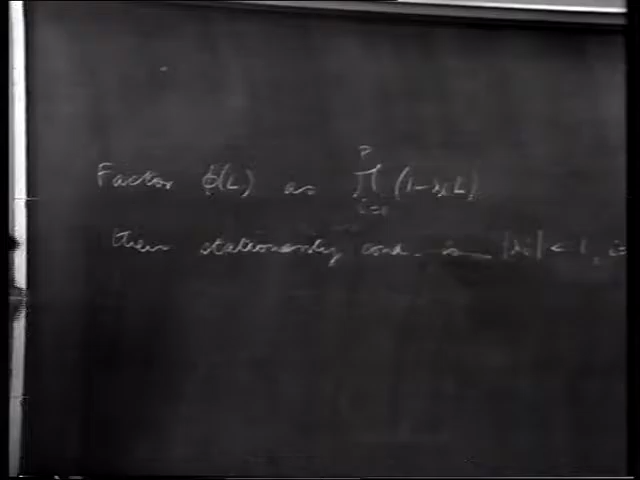 Factor φ(L) as ∏_{i=1}^{p} (1-λ_i L)
then stationarity cond. is |λ_i| < 1, i=